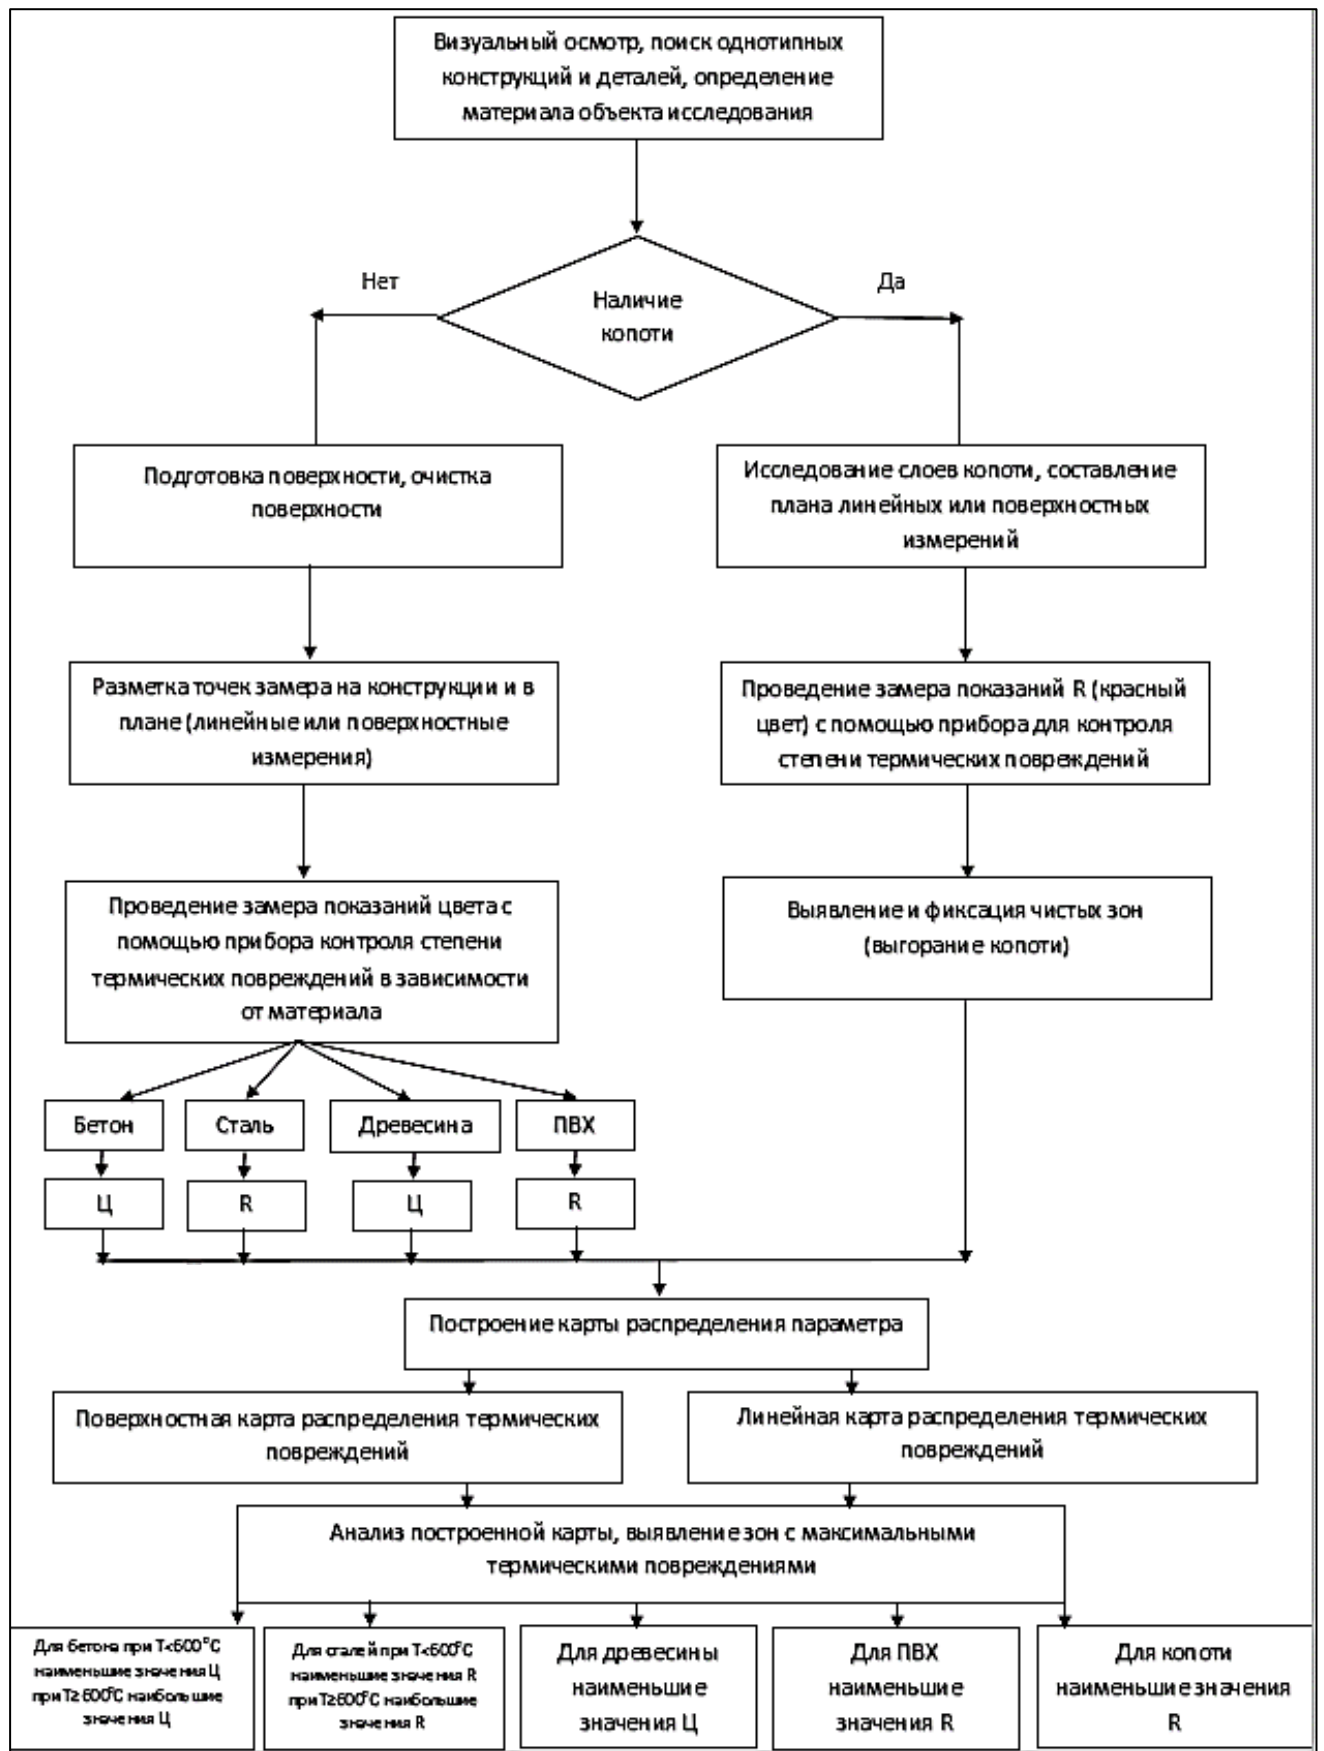 Визуальный осмотр, поиск однотипных
конструкций и деталей, определение
материала объекта исследования
Нет
Да
Наличие
копоти
Подготовка поверхности, очистка
поверхности
Исследование слоев копоти, составление
плана линейных или поверхностных
измерений
Разметка точек замера на конструкции и в
плане (линейные или поверхностные
измерения)
Проведение замера показаний R (красный
цвет) с помощью прибора для контроля
степени термических повреждений
Проведение замера показаний цвета с
помощью прибора контроля степени
термических повреждений в зависимости
от материала
Выявление и фиксация чистых зон
(выгорание копоти)
Бетон
Сталь
Древесина
ПВХ
Ц
R
Ц
R
Построение карты распределения параметра
Поверхностная карта распределения термических
повреждений
Линейная карта распределения термических
повреждений
Анализ построенной карты, выявление зон с максимальными
термическими повреждениями
Для бетона при T<600°C
наименьшие значения Ц
при T≥600°C наибольшие
значения Ц
Для сталей при T<600°C
наименьшие значения R
при T≥600°C наибольшие
значения R
Для древесины
наименьшие
значения Ц
Для ПВХ
наименьшие
значения R
Для копоти
наименьшие значения
R